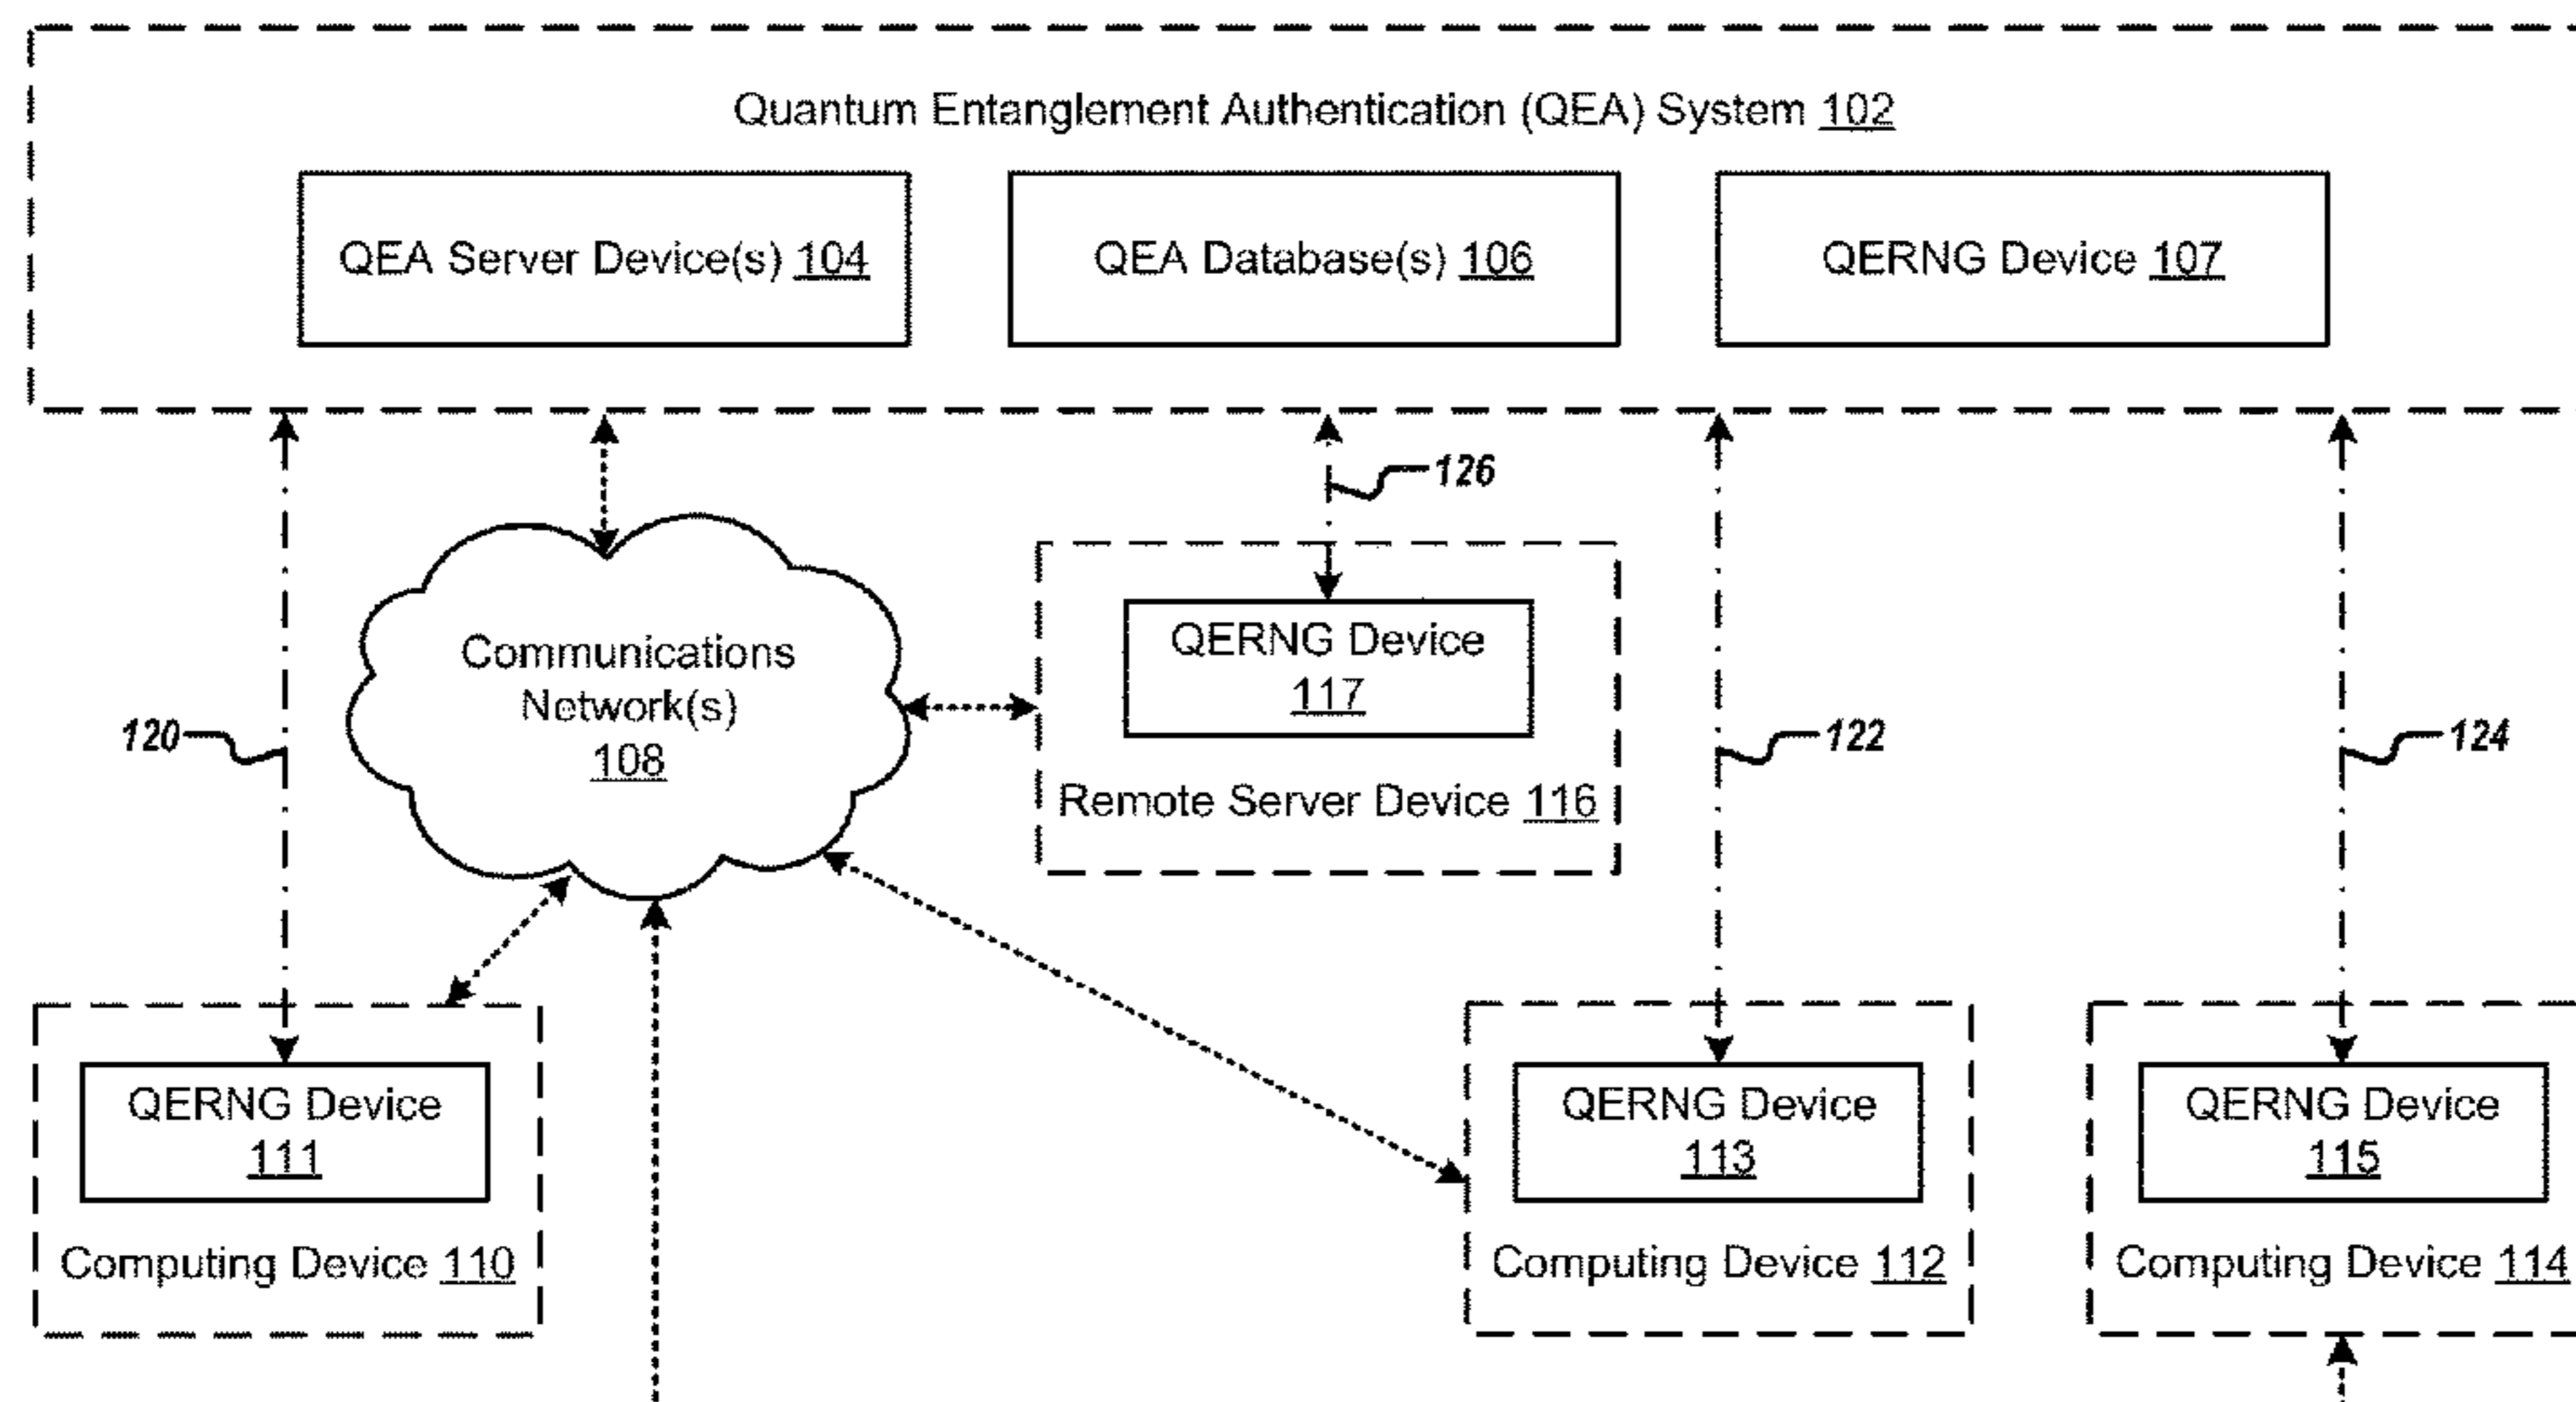 Quantum Entanglement Authentication (QEA) System 102
QEA Server Device(s) 104
QEA Database(s) 106
QERNG Device 107
126
Communications
Network(s)
108
QERNG Device
117
Remote Server Device 116
120
122
124
QERNG Device
111
Computing Device 110
QERNG Device
113
Computing Device 112
QERNG Device
115
Computing Device 114